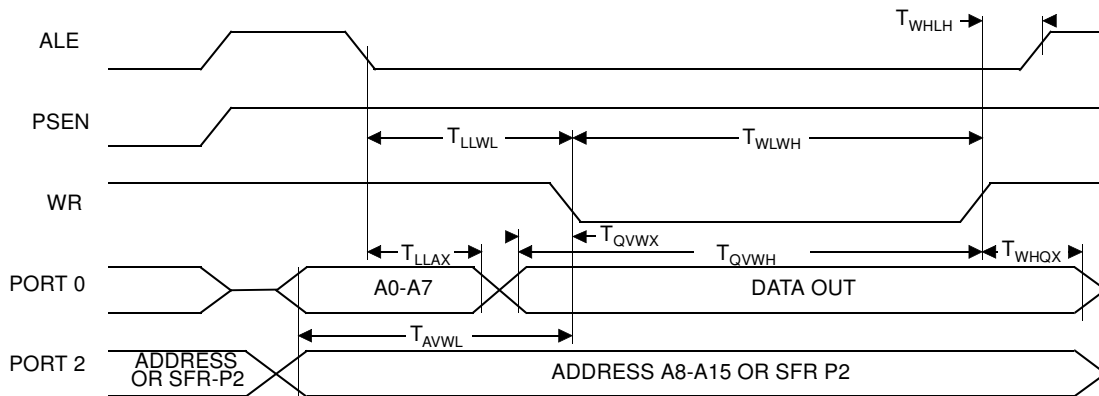 ALE
T_WHLH
PSEN
T_LLWL
T_WLWH
WR
T_LLAX
T_QVWX
T_QVWH
T_WHQX
PORT 0
A0-A7
DATA OUT
T_AVWL
PORT 2
ADDRESS
OR SFR-P2
ADDRESS A8-A15 OR SFR P2